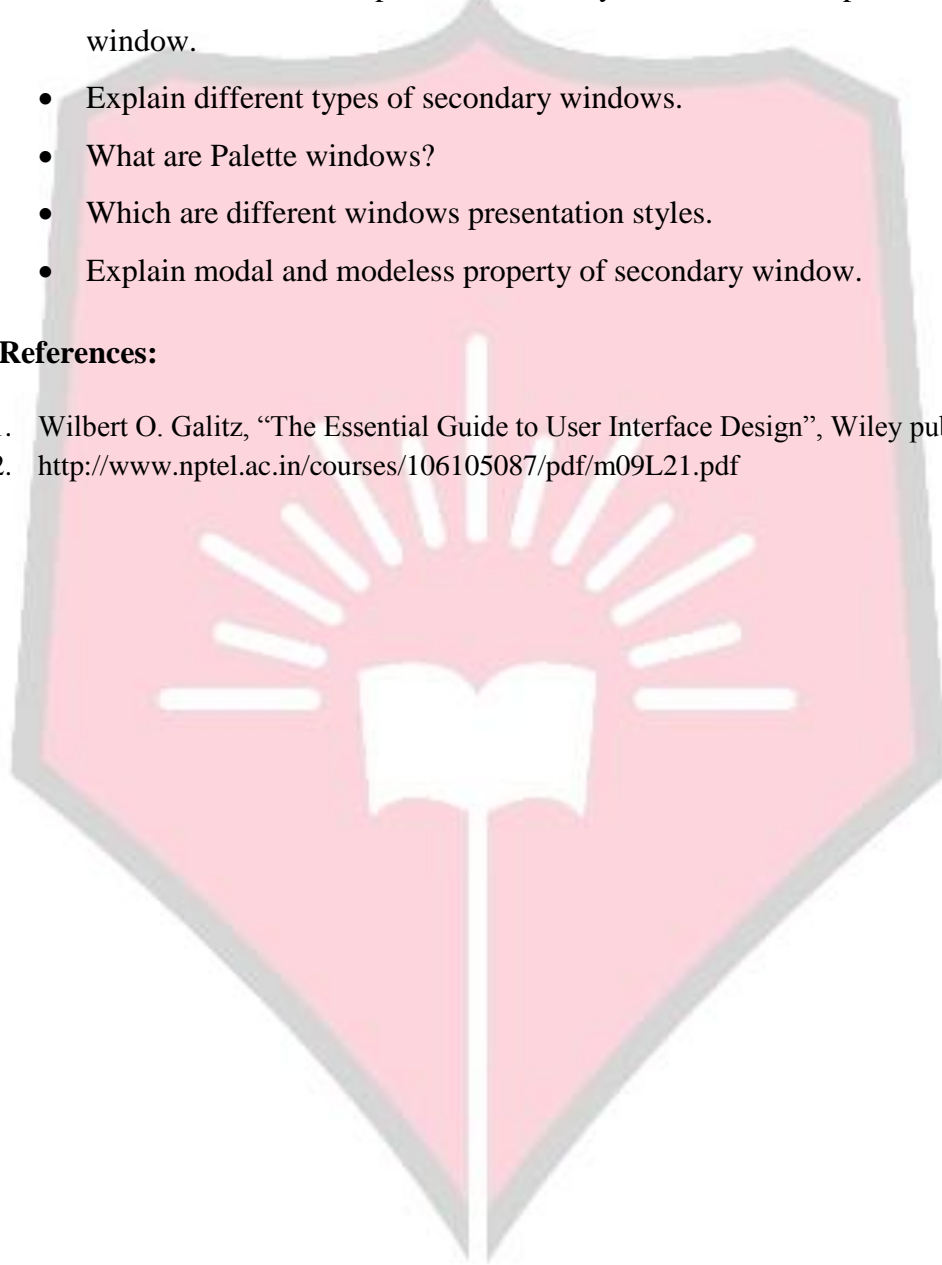 window.
• Explain different types of secondary windows.
• What are Palette windows?
• Which are different windows presentation styles.
• Explain modal and modeless property of secondary window.
References:
. Wilbert O. Galitz, “The Essential Guide to User Interface Design”, Wiley pu
2. http://www.nptel.ac.in/courses/106105087/pdf/m09L21.pdf